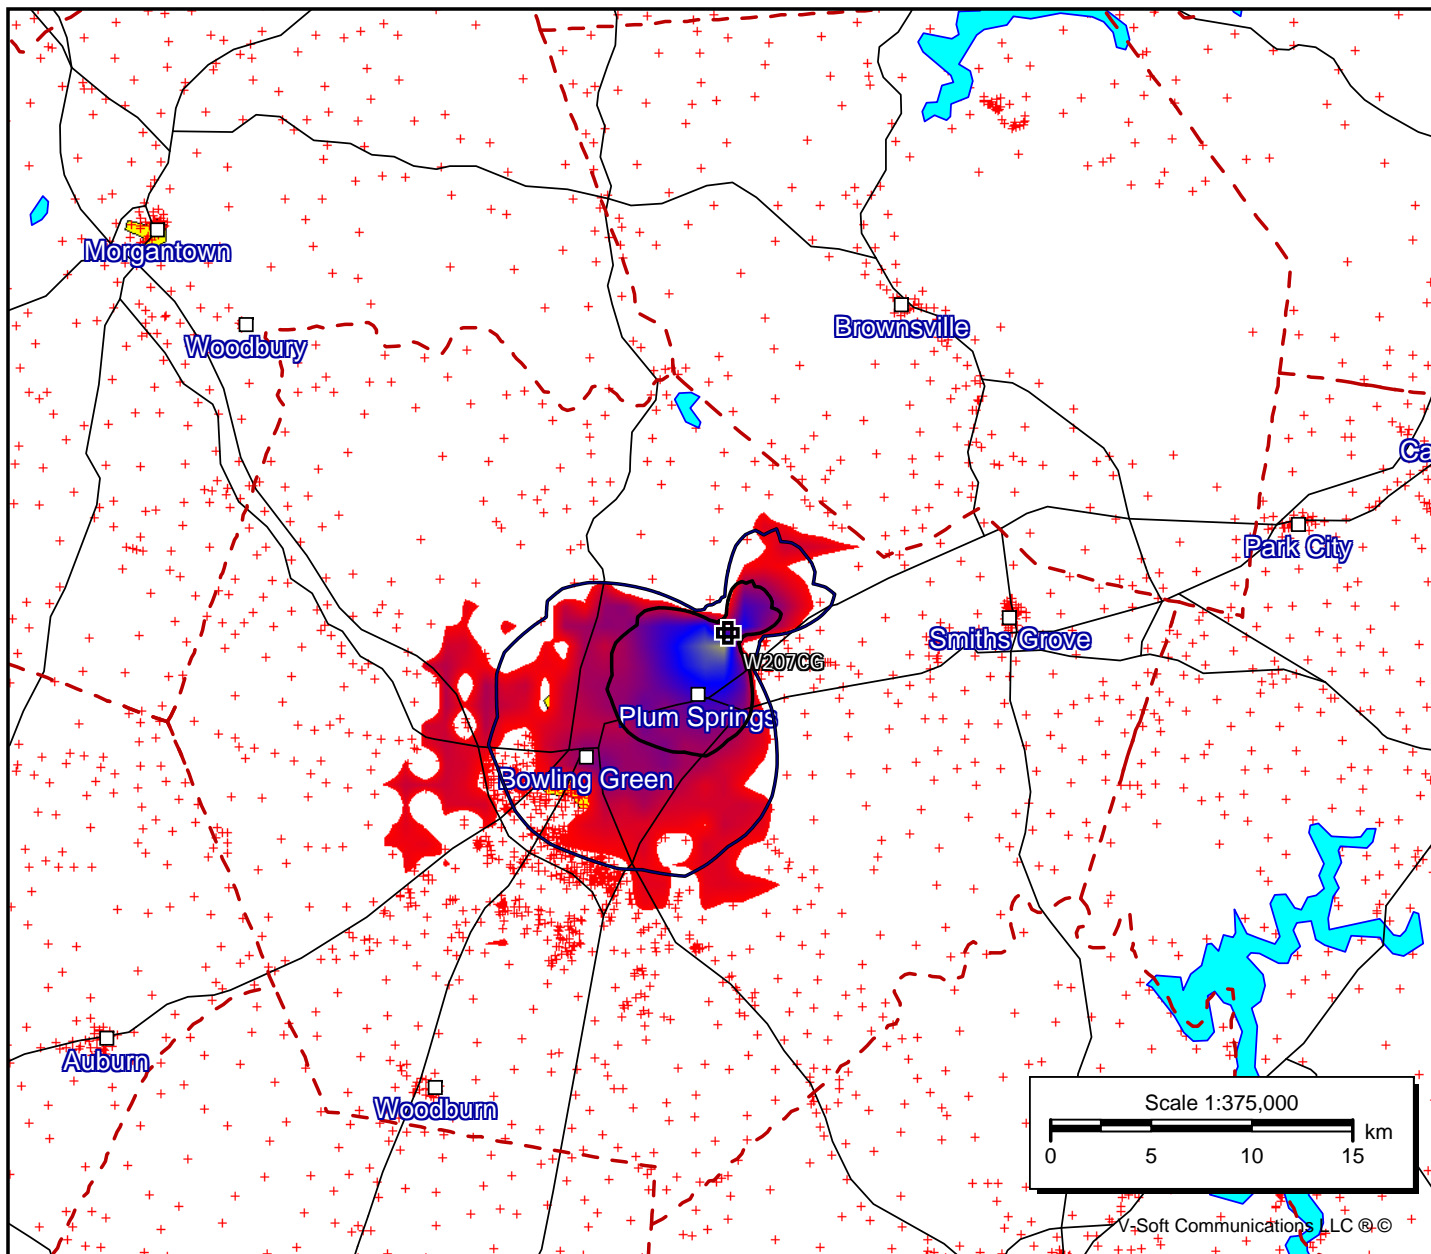 Morgantown
Brownsville
Woodbury
Ca
Park City
Smiths Grove
W207CG
Plum Springs
Bowling Green
Auburn
Woodburn
Scale 1:375,000
km
0 5 10 15
V-Soft Communications LLC ® ©